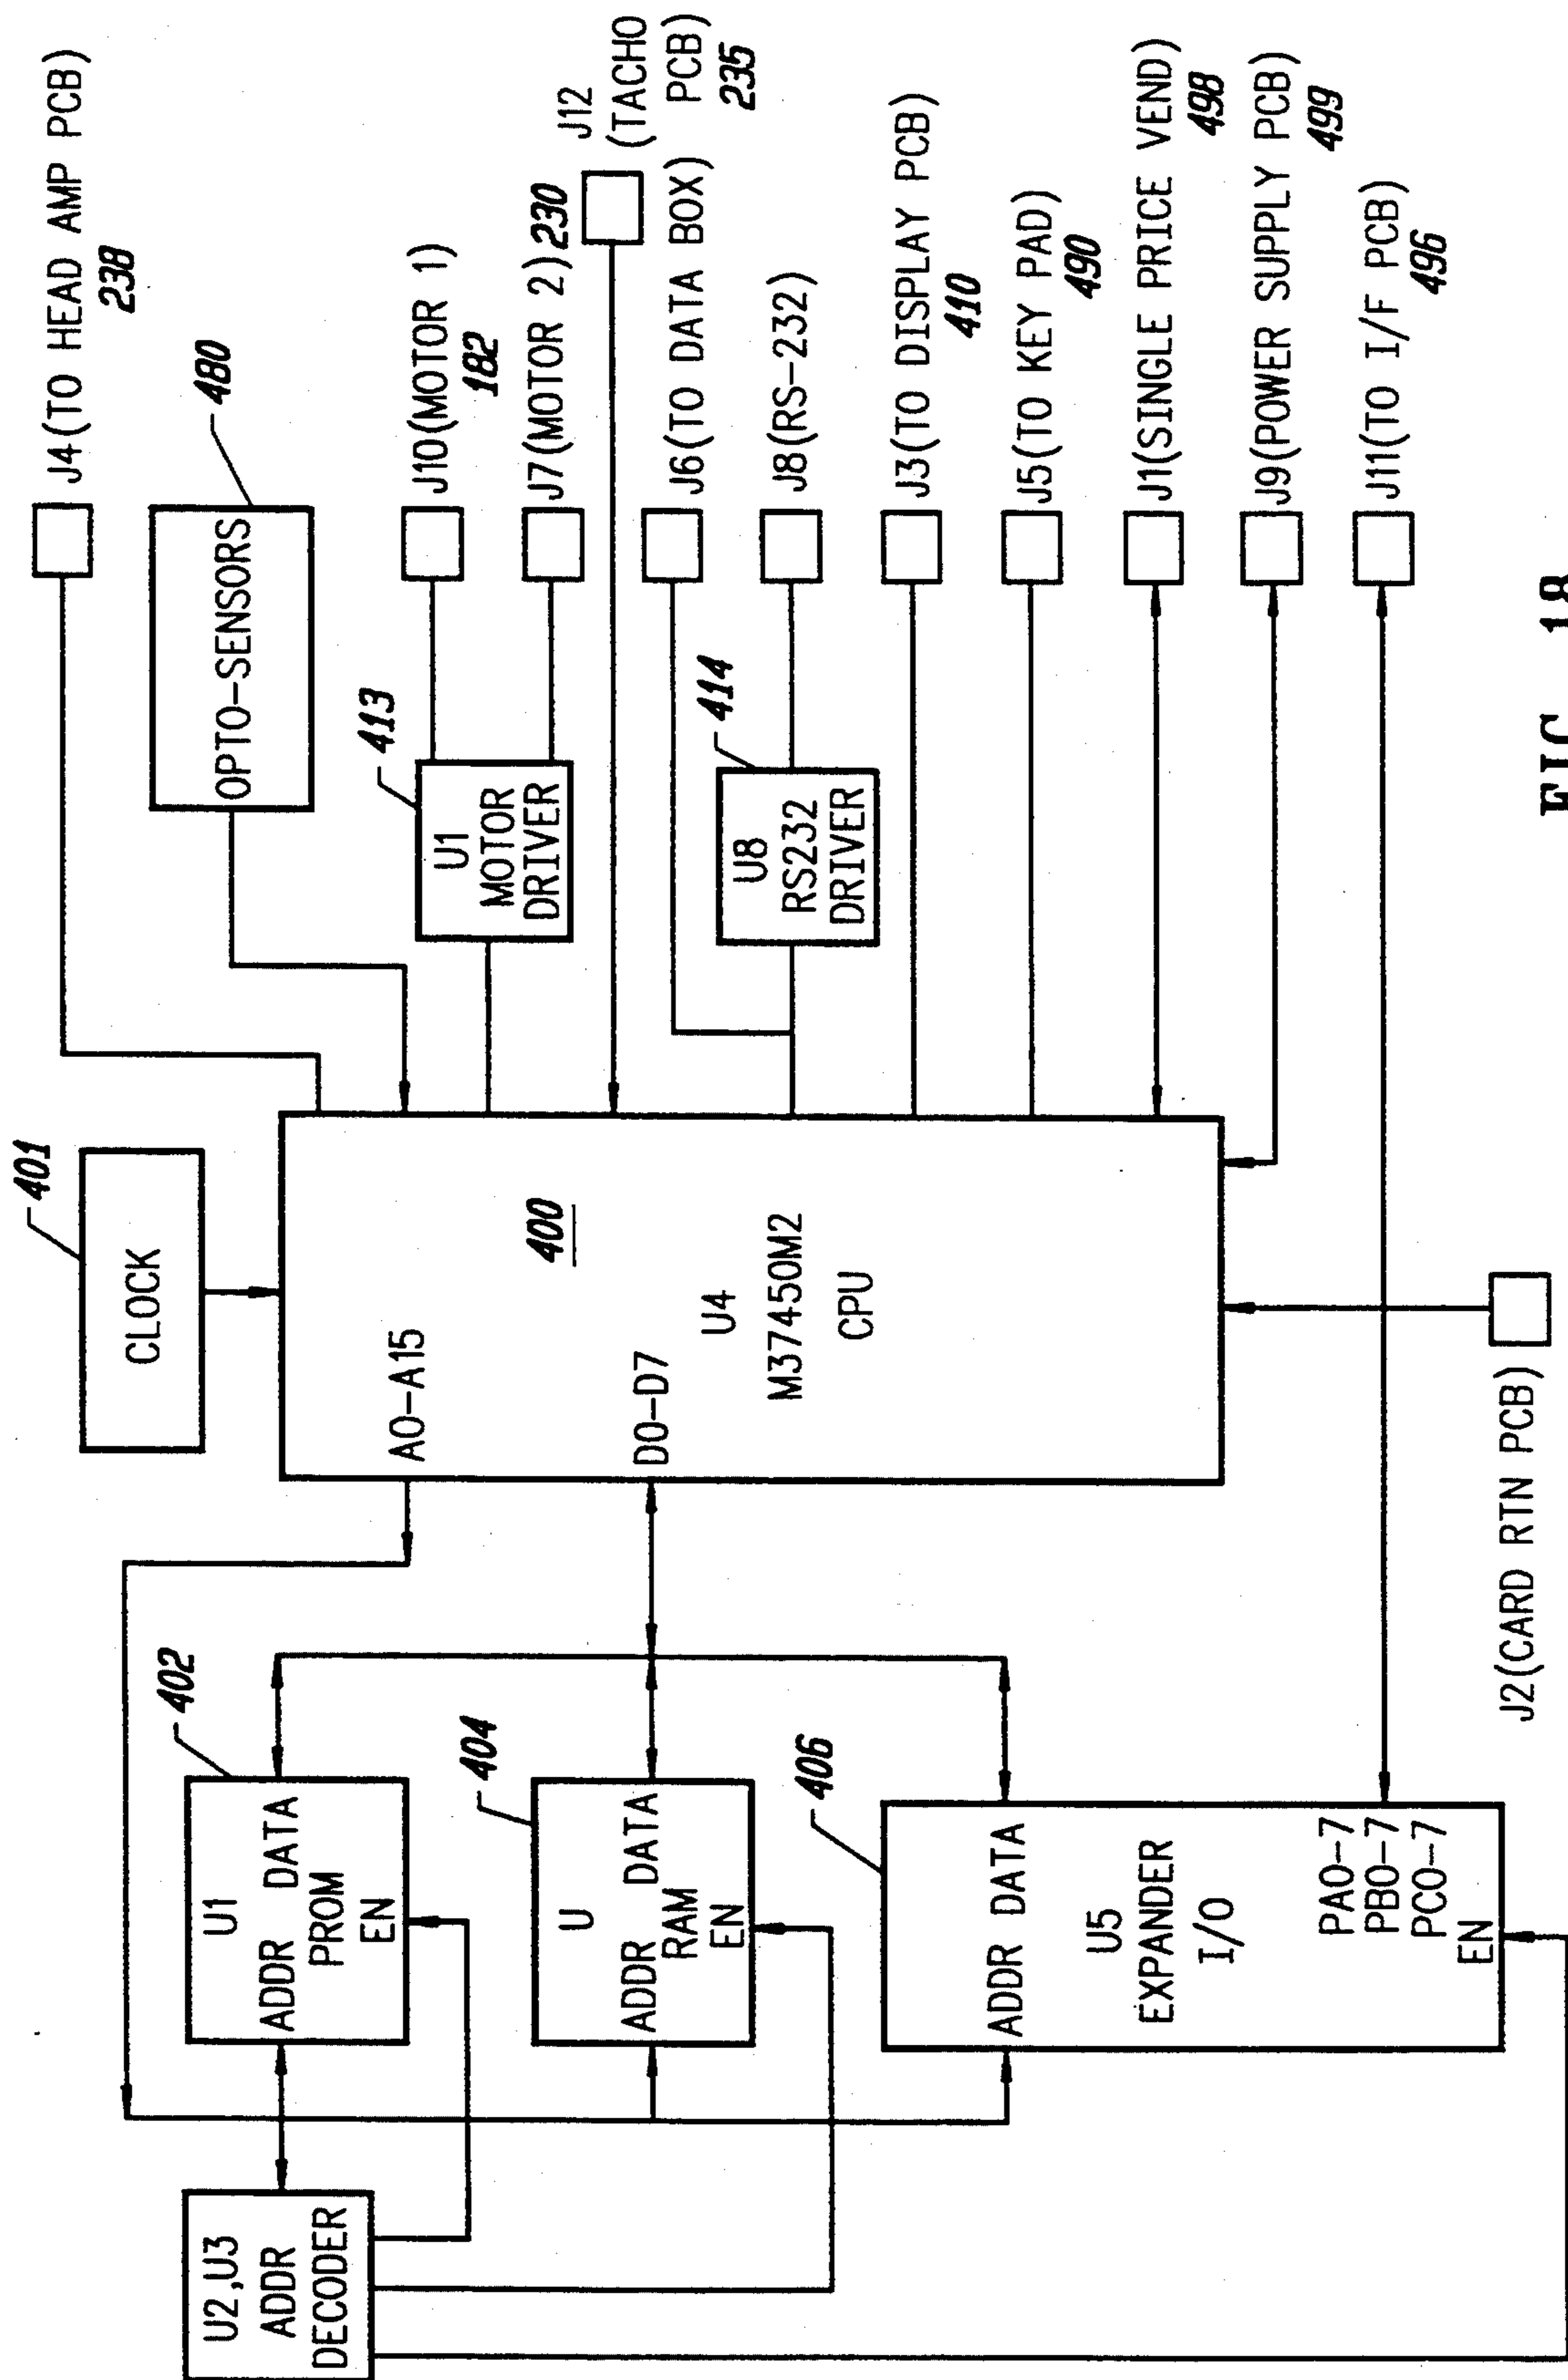 401
CLOCK
J4(TO HEAD AMP PCB)
238
480
OPTO-SENSORS
J10(MOTOR 1)
182
413
U1
MOTOR
DRIVER
J7(MOTOR 2)
230
J12
(TACHO
PCB)
235
J6(TO DATA BOX)
414
U8
RS232
DRIVER
J8(RS-232)
J3(TO DISPLAY PCB)
410
J5(TO KEY PAD)
490
J1(SINGLE PRICE VEND)
498
J9(POWER SUPPLY PCB)
499
J11(TO I/F PCB)
496
A0-A15
400
D0-D7
U4
M37450M2
CPU
U2,U3
ADDR
DECODER
402
U1
ADDR DATA
PROM
EN
404
U
ADDR DATA
RAM
EN
406
ADDR DATA
U5
EXPANDER
I/O
PA0-7
PB0-7
PC0-7
EN
J2(CARD RTN PCB)
FIG. 18